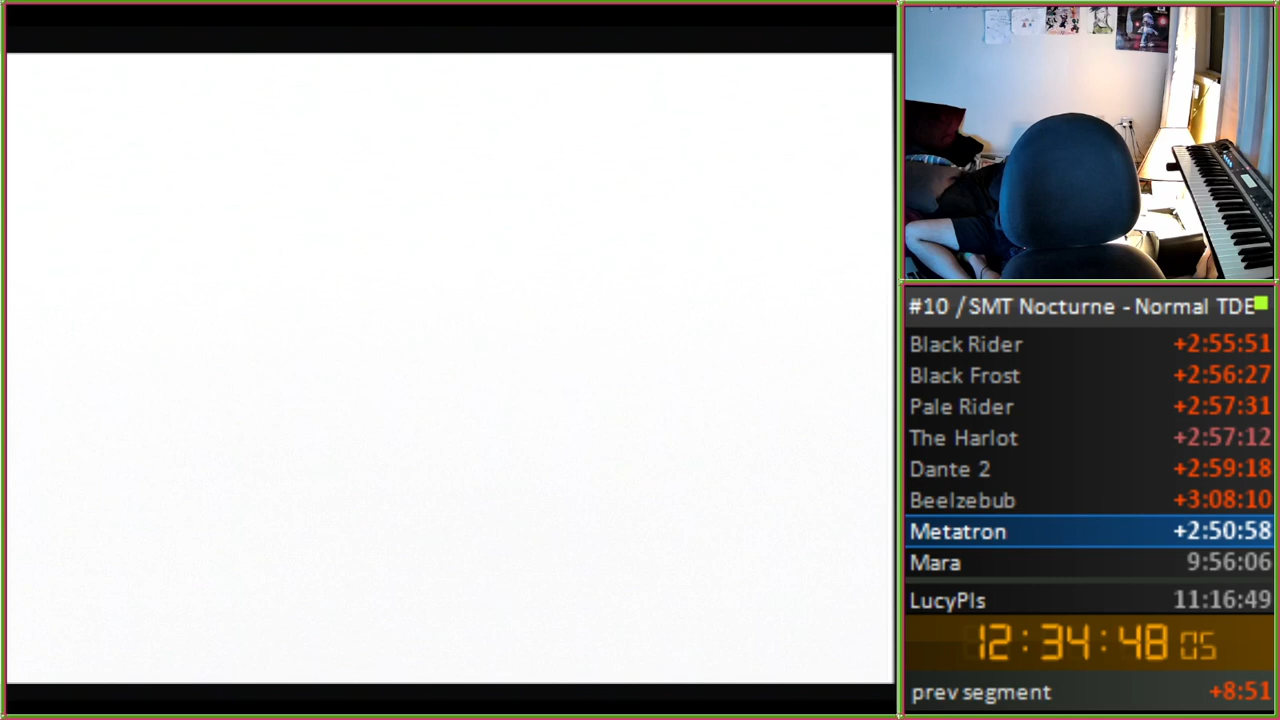 #10 / SMT Nocturne - Normal TDE
Black Rider +2:55:51
Black Frost +2:56:27
Pale Rider +2:57:31
The Harlot +2:57:12
Dante 2 +2:59:18
Beelzebub +3:08:10
Metatron +2:50:58
Mara 9:56:06
LucyPls 11:16:49
12:34:48 05
prev segment +8:51